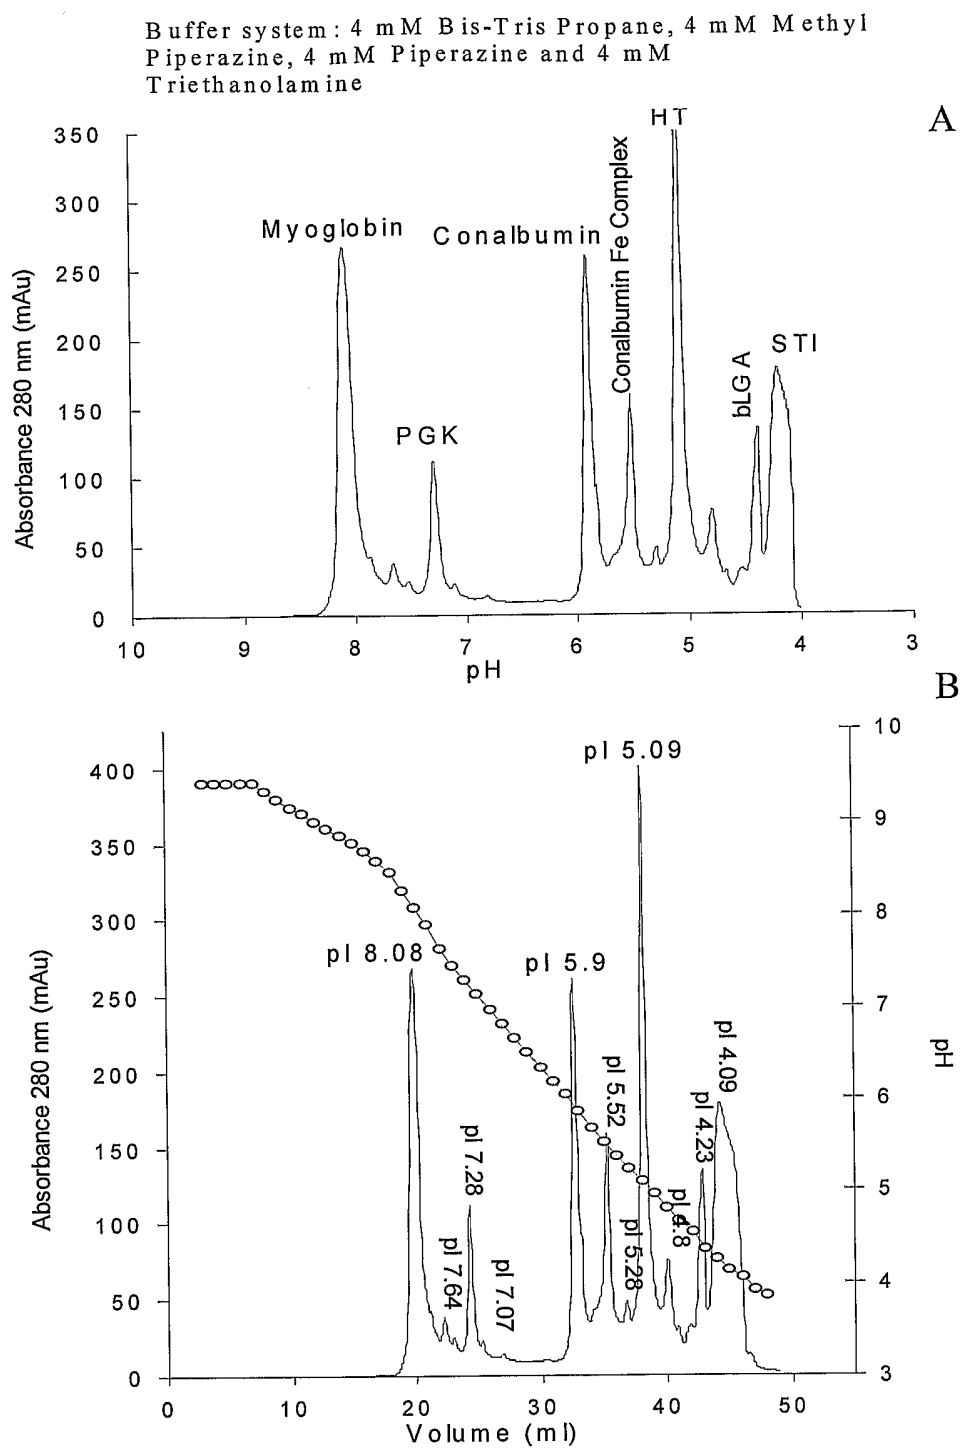 Buffer system: 4 mM Bis-Tris Propane, 4 mM Methyl
Piperazine, 4 mM Piperazine and 4 mM
Triethanolamine
A
HT
350
300
250
200
150
100
50
0
Absorbance 280 nm (mAu)
Myoglobin
PGK
Conalbumin
Conalbumin Fe Complex
bLG A
STI
10
9
8
7
6
5
4
3
pH
B
400
350
300
250
200
150
100
50
0
Absorbance 280 nm (mAu)
pI 8.08
pI 7.64
pI 7.28
pI 7.07
pI 5.9
pI 5.52
pI 5.28
pI 5.09
pI 4.8
pI 4.23
pI 4.09
10
9
8
7
6
5
4
3
pH
0
10
20
30
40
50
Volume (ml)